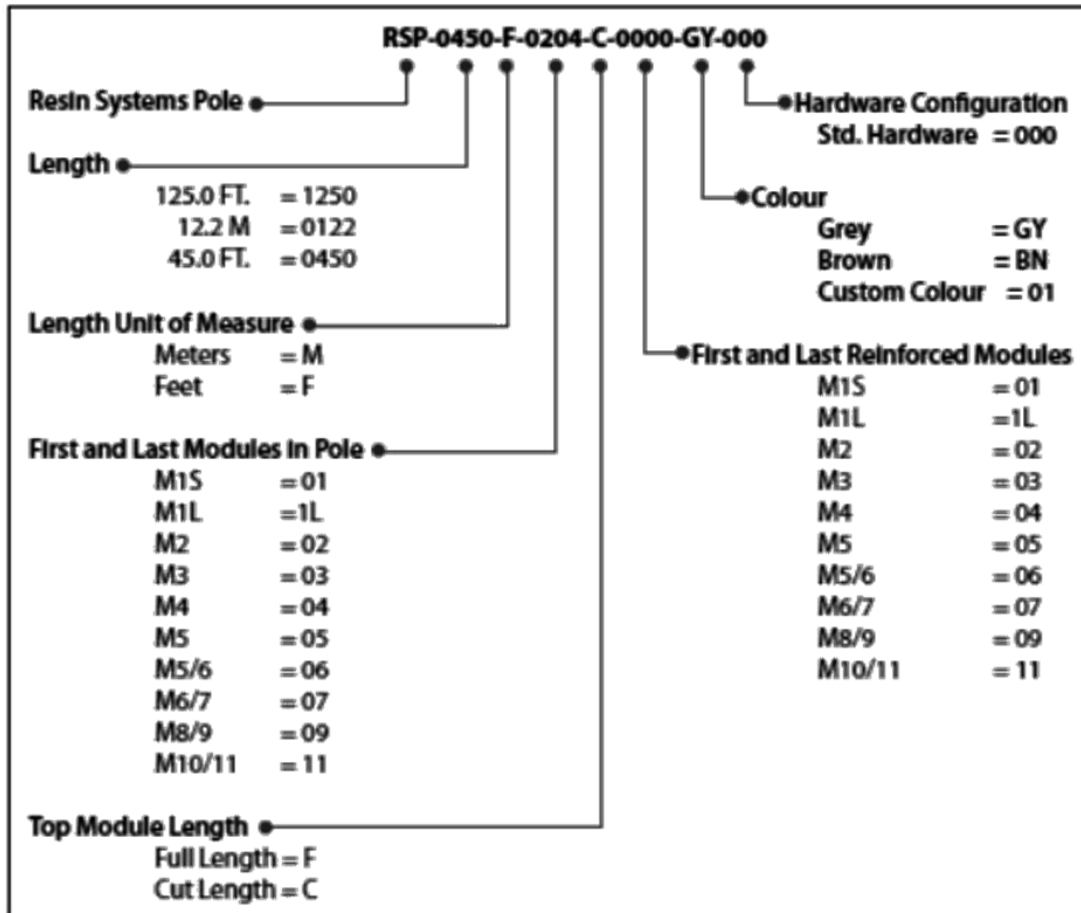 RSP-0450-F-0204-C-0000-GY-000
Resin Systems Pole
Length
125.0 FT. = 1250
12.2 M = 0122
45.0 FT. = 0450
Length Unit of Measure
Meters = M
Feet = F
First and Last Modules in Pole
M1S = 01
M1L =1L
M2 = 02
M3 = 03
M4 = 04
M5 = 05
M5/6 = 06
M6/7 = 07
M8/9 = 09
M10/11 = 11
Top Module Length
Full Length = F
Cut Length = C
Hardware Configuration
Std. Hardware = 000
Colour
Grey = GY
Brown = BN
Custom Colour = 01
First and Last Reinforced Modules
M1S = 01
M1L =1L
M2 = 02
M3 = 03
M4 = 04
M5 = 05
M5/6 = 06
M6/7 = 07
M8/9 = 09
M10/11 = 11